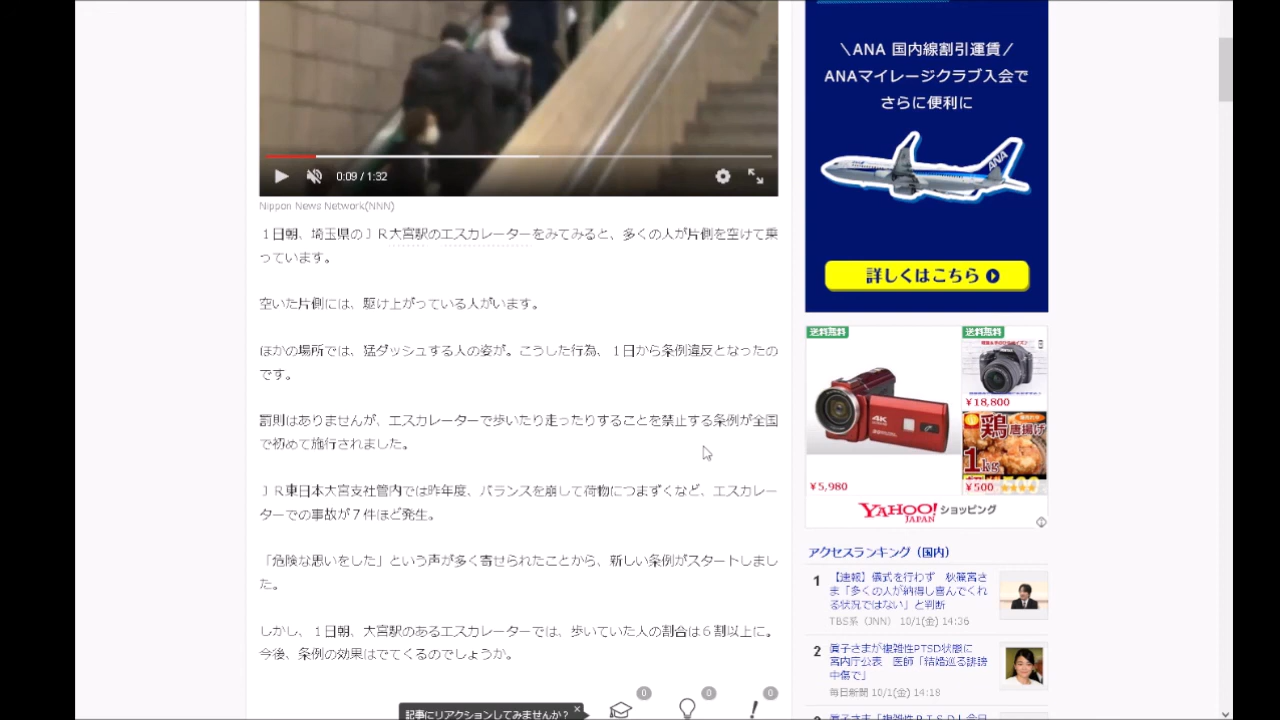 0:09 / 1:32
Nippon News Network(NNN)
１日朝、埼玉県のＪＲ大宮駅のエスカレーターをみてみると、多くの人が片側を空けて乗
っています。
空いた片側には、駆け上がっている人がいます。
ほかの場所では、猛ダッシュする人の姿が。こうした行為、１日から条例違反となったの
です。
罰則はありませんが、エスカレーターで歩いたり走ったりすることを禁止する条例が全国
で初めて施行されました。
ＪＲ東日本大宮支社管内では昨年度、バランスを崩して荷物につまずくなど、エスカレー
ターでの事故が７件ほど発生。
「危険な思いをした」という声が多く寄せられたことから、新しい条例がスタートしまし
た。
しかし、１日朝、大宮駅のあるエスカレーターでは、歩いていた人の割合は６割以上に。
今後、条例の効果はでてくるのでしょうか。
記事にリアクションしてみませんか？ ×
0
0
0
＼ANA 国内線割引運賃／
ANAマイレージクラブ入会で
さらに便利に
ANA
詳しくはこちら
送料無料
4K
¥5,980
送料無料
¥18,800
鶏 唐揚げ
1kg
¥500
YAHOO! JAPAN ショッピング
アクセスランキング（国内）
1 【速報】儀式を行わず　秋篠宮さ
ま「多くの人が納得し喜んでくれ
る状況ではない」と判断
TBS系（JNN） 10/1(金) 14:36
2 眞子さまが複雑性PTSD状態に
宮内庁公表　医師「結婚巡る誹謗
中傷で」
毎日新聞 10/1(金) 14:18